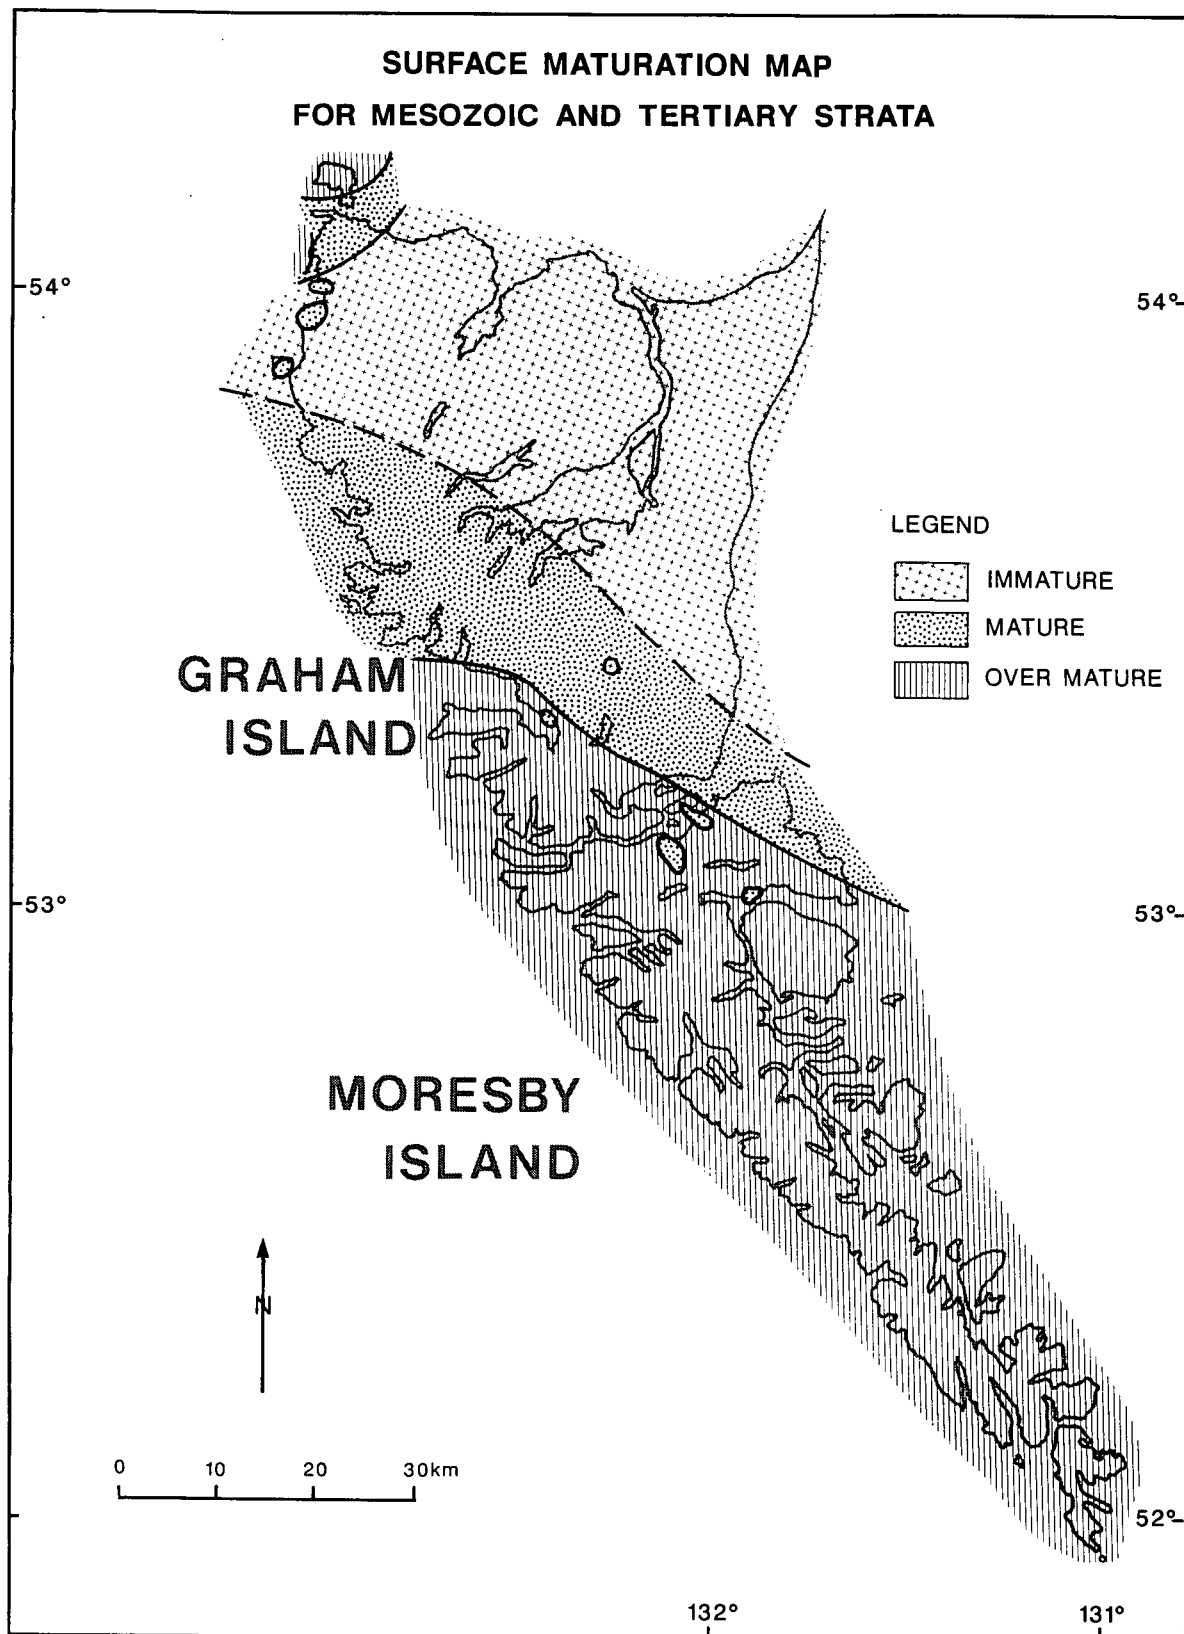 SURFACE MATURATION MAP
FOR MESOZOIC AND TERTIARY STRATA
54°
54°
LEGEND
IMMATURE
MATURE
OVER MATURE
GRAHAM
ISLAND
53°
53°
MORESBY
ISLAND
N
0 10 20 30km
52°
132° 131°